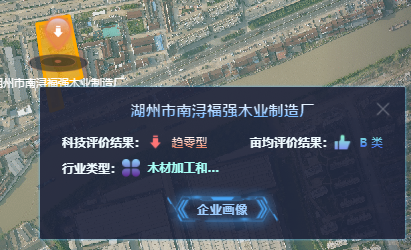 湖州市南浔福强木业制造厂
湖州市南浔福强木业制造厂
科技评价结果： 趋零型 亩均评价结果： B 类
行业类型： 木材加工和...
企业画像